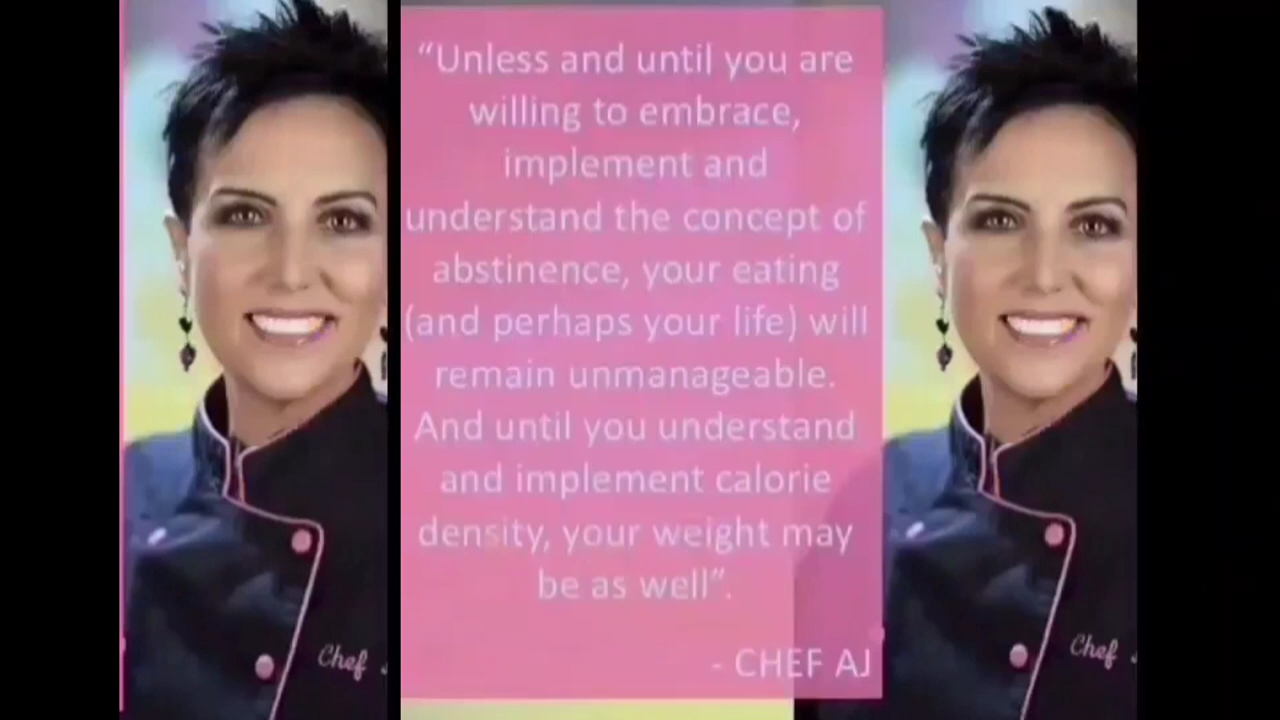 “Unless and until you are
willing to embrace,
implement and
understand the concept of
abstinence, your eating
(and perhaps your life) will
remain unmanageable.
And until you understand
and implement calorie
density, your weight may
be as well”.
- CHEF AJ
Chef
Chef